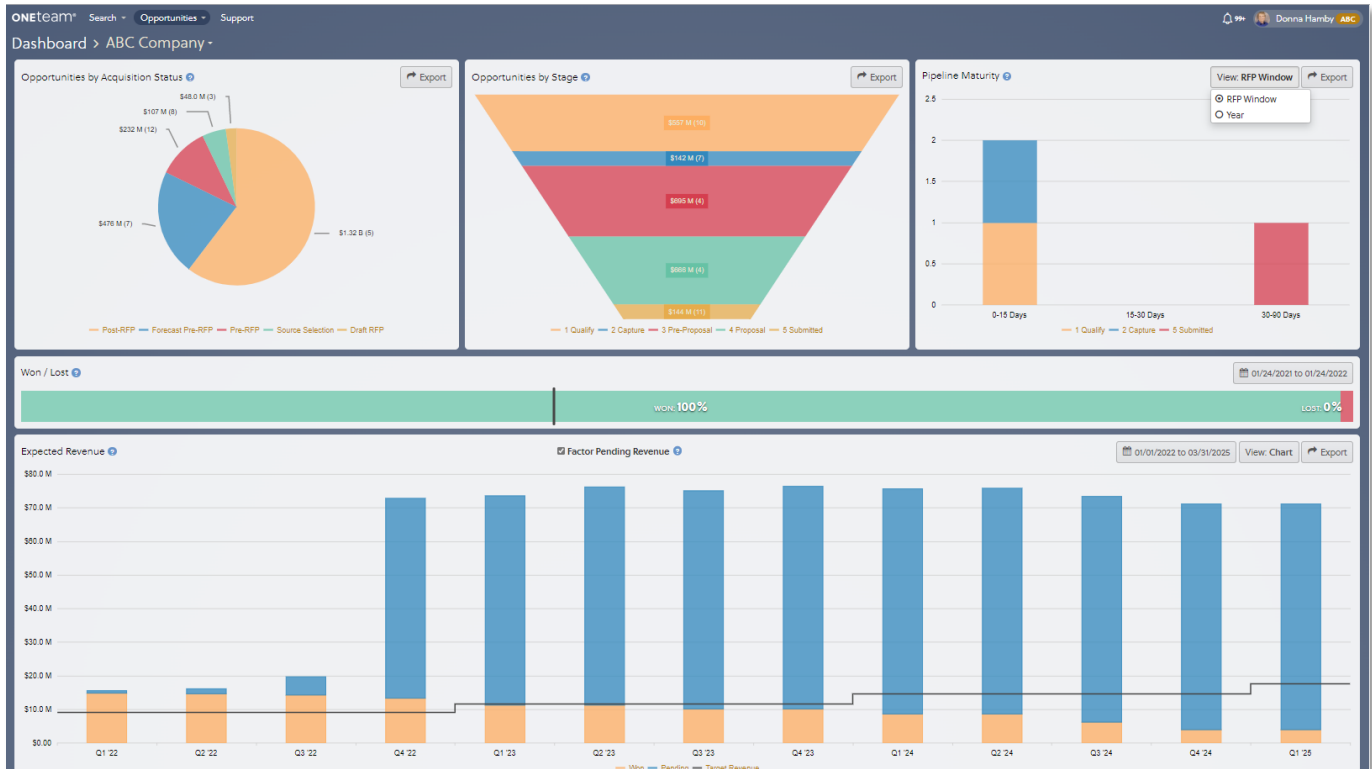 ONEteam® Search Opportunities Support 99+ Donna Hamby ABC
Dashboard > ABC Company
Opportunities by Acquisition Status ? Export
$48.0 M (3)
$107 M (8)
$232 M (12)
$476 M (7)
$1.32 B (5)
Post-RFP Forecast Pre-RFP Pre-RFP Source Selection Draft RFP
Opportunities by Stage ? Export
$557 M (10)
$142 M (7)
$695 M (4)
$665 M (4)
$144 M (11)
1 Qualify 2 Capture 3 Pre-Proposal 4 Proposal 5 Submitted
Pipeline Maturity ? View: RFP Window Export
RFP Window
Year
2.5
2
1.5
1
0.5
0
0-15 Days 15-30 Days 30-90 Days
1 Qualify 2 Capture 5 Submitted
Won / Lost ? 01/24/2021 to 01/24/2022
WON: 100% LOST: 0%
Expected Revenue ? Factor Pending Revenue ? 01/01/2022 to 03/31/2025 View: Chart Export
$80.0 M
$70.0 M
$60.0 M
$50.0 M
$40.0 M
$30.0 M
$20.0 M
$10.0 M
$0.00
Q1 '22 Q2 '22 Q3 '22 Q4 '22 Q1 '23 Q2 '23 Q3 '23 Q4 '23 Q1 '24 Q2 '24 Q3 '24 Q4 '24 Q1 '25
Won Pending Target Revenue